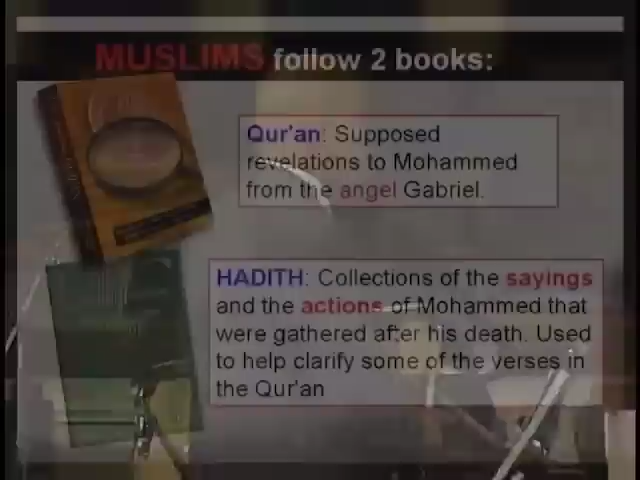 MUSLIMS follow 2 books:
Qur'an: Supposed
revelations to Mohammed
from the angel Gabriel.
HADITH: Collections of the sayings
and the actions of Mohammed that
were gathered after his death. Used
to help clarify some of the verses in
the Qur'an